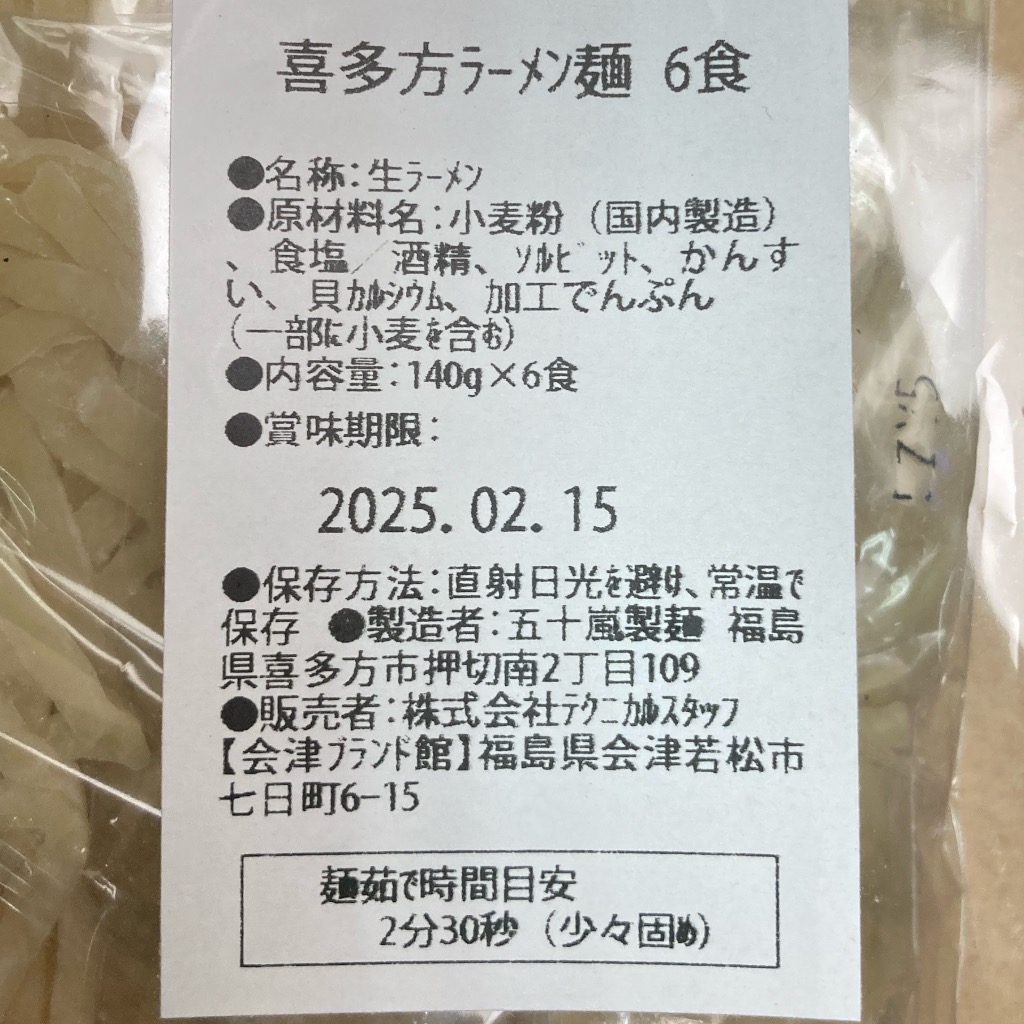 喜多方ラーメン麺 6食
●名称：生ラーメン
●原材料名：小麦粉（国内製造）
、食塩／酒精、ソルビット、かんす
い、貝カルシウム、加工でんぷん
（一部に小麦を含む）
●内容量：140g×6食
●賞味期限：
2025.02.15
●保存方法：直射日光を避け、常温で
保存 ●製造者：五十嵐製麺 福島
県喜多方市押切南2丁目109
●販売者：株式会社テクニカルスタッフ
【会津ブランド館】福島県会津若松市
七日町6-15
麺茹で時間目安
2分30秒（少々固め）